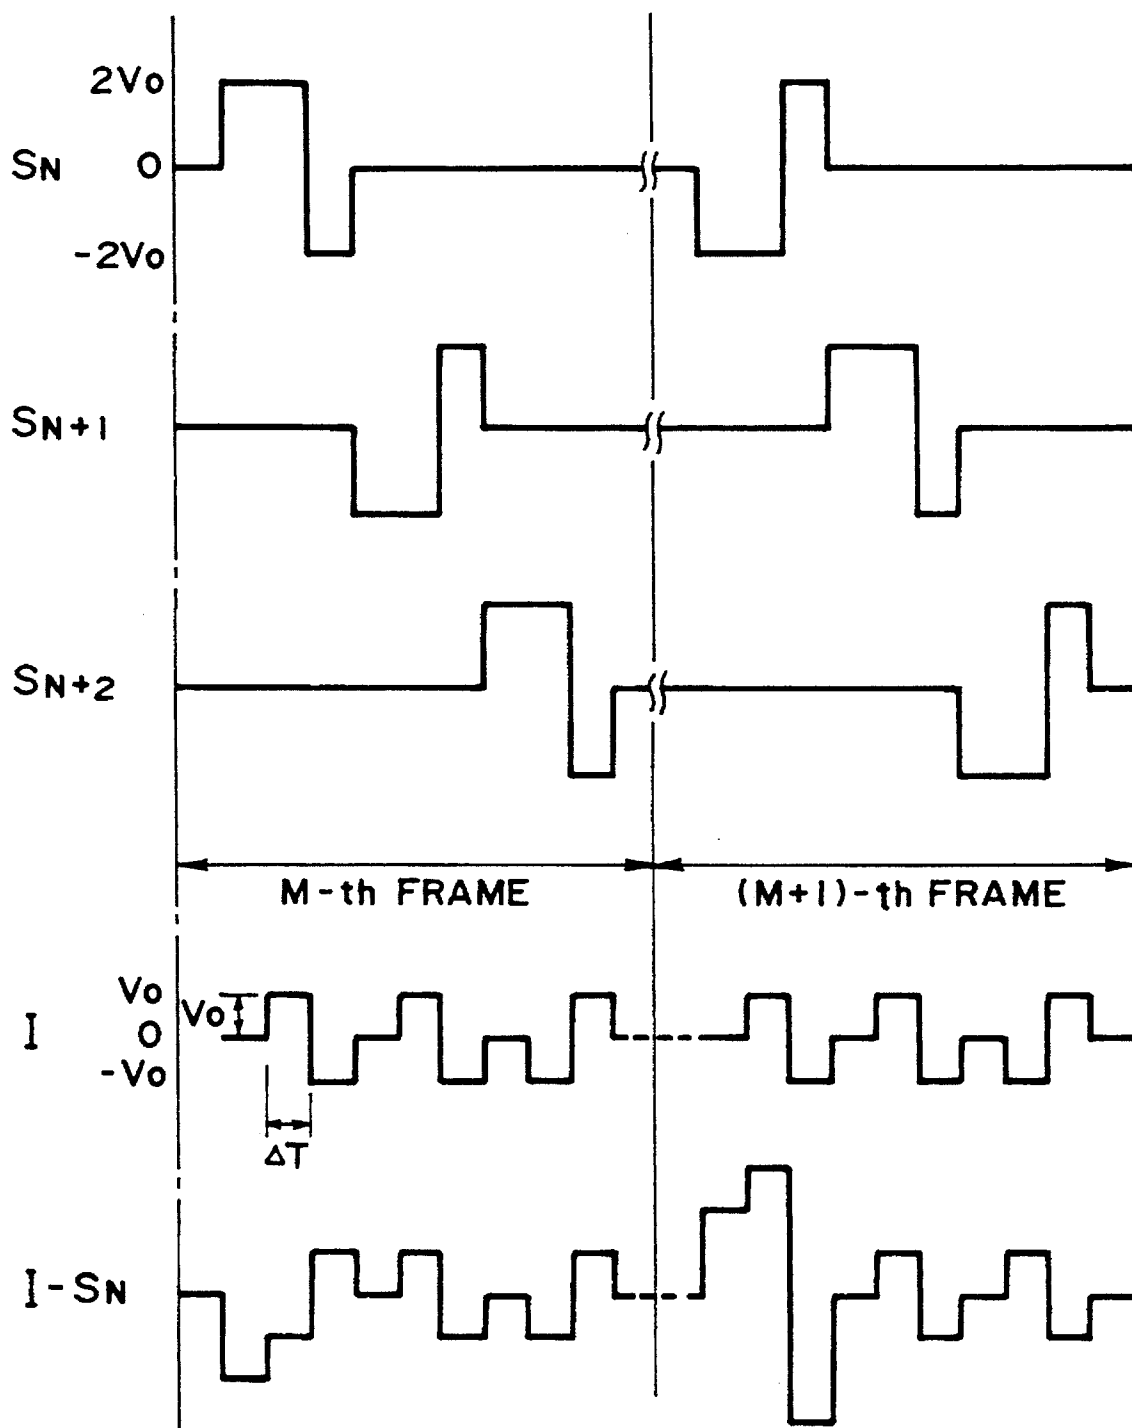 2Vo
SN 0
-2Vo
SN+1
SN+2
M-th FRAME
(M+1)-th FRAME
Vo
Vo
I 0
-Vo
ΔT
I-SN